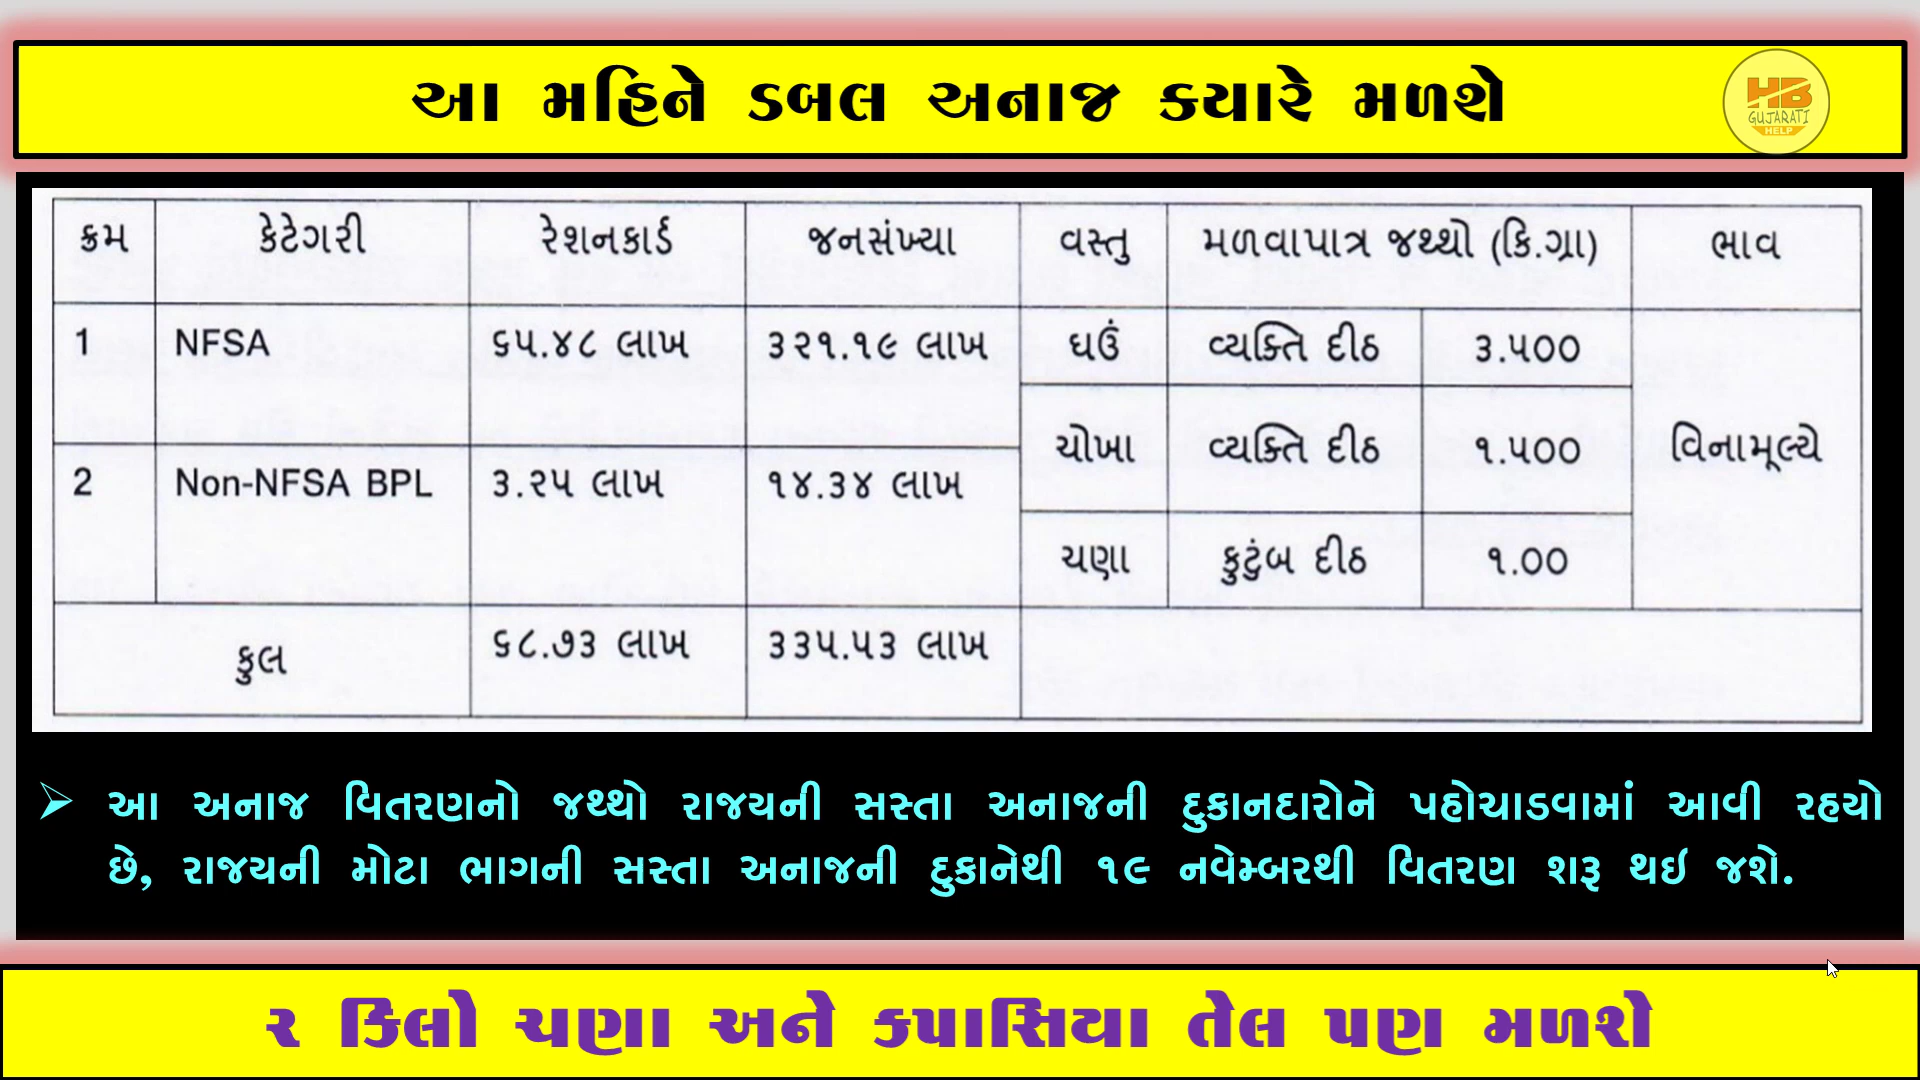 આ મહિને ડબલ અનાજ ક્યારે મળશે
HB
GUJARATI
HELP
ક્રમ કેટેગરી રેશનકાર્ડ જનસંખ્યા વસ્તુ મળવાપાત્ર જથ્થો (કિ.ગ્રા) ભાવ
1 NFSA ૬૫.૪૮ લાખ ૩૨૧.૧૯ લાખ ઘઉં વ્યક્તિ દીઠ ૩.૫૦૦
ચોખા વ્યક્તિ દીઠ ૧.૫૦૦ વિનામૂલ્યે
2 Non-NFSA BPL ૩.૨૫ લાખ ૧૪.૩૪ લાખ
ચણા કુટુંબ દીઠ ૧.૦૦
કુલ ૬૮.૭૩ લાખ ૩૩૫.૫૩ લાખ
➢ આ અનાજ વિતરણનો જથ્થો રાજયની સસ્તા અનાજની દુકાનદારોને પહોચાડવામાં આવી રહયો
છે, રાજયની મોટા ભાગની સસ્તા અનાજની દુકાનેથી ૧૯ નવેમ્બરથી વિતરણ શરૂ થઇ જશે.
૨ કિલો ચણા અને કપાસિયા તેલ પણ મળશે